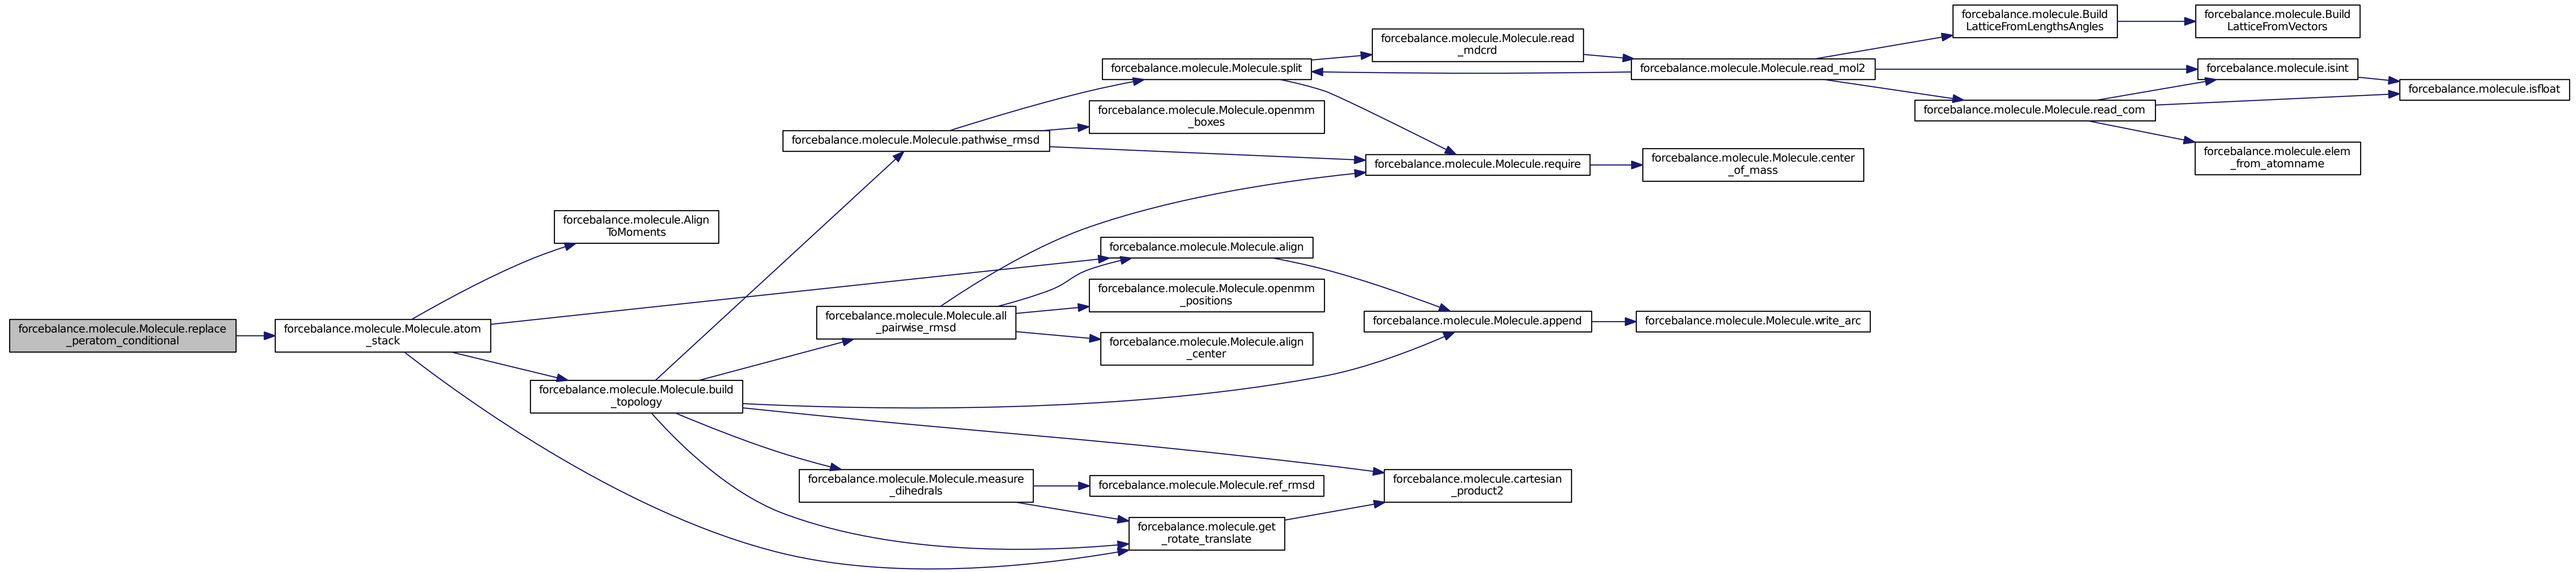 forcebalance.molecule.Molecule.replace
_peratom_conditional
forcebalance.molecule.Molecule.atom
_stack
forcebalance.molecule.Align
ToMoments
forcebalance.molecule.Molecule.build
_topology
forcebalance.molecule.Molecule.pathwise_rmsd
forcebalance.molecule.Molecule.all
_pairwise_rmsd
forcebalance.molecule.Molecule.measure
_dihedrals
forcebalance.molecule.Molecule.split
forcebalance.molecule.Molecule.openmm
_boxes
forcebalance.molecule.Molecule.align
forcebalance.molecule.Molecule.openmm
_positions
forcebalance.molecule.Molecule.align
_center
forcebalance.molecule.Molecule.ref_rmsd
forcebalance.molecule.get
_rotate_translate
forcebalance.molecule.Molecule.read
_mdcrd
forcebalance.molecule.Molecule.require
forcebalance.molecule.Molecule.append
forcebalance.molecule.cartesian
_product2
forcebalance.molecule.Molecule.read_mol2
forcebalance.molecule.Molecule.center
_of_mass
forcebalance.molecule.Molecule.write_arc
forcebalance.molecule.Build
LatticeFromLengthsAngles
forcebalance.molecule.Molecule.read_com
forcebalance.molecule.Build
LatticeFromVectors
forcebalance.molecule.isint
forcebalance.molecule.Molecule.elem
_from_atomname
forcebalance.molecule.isfloat